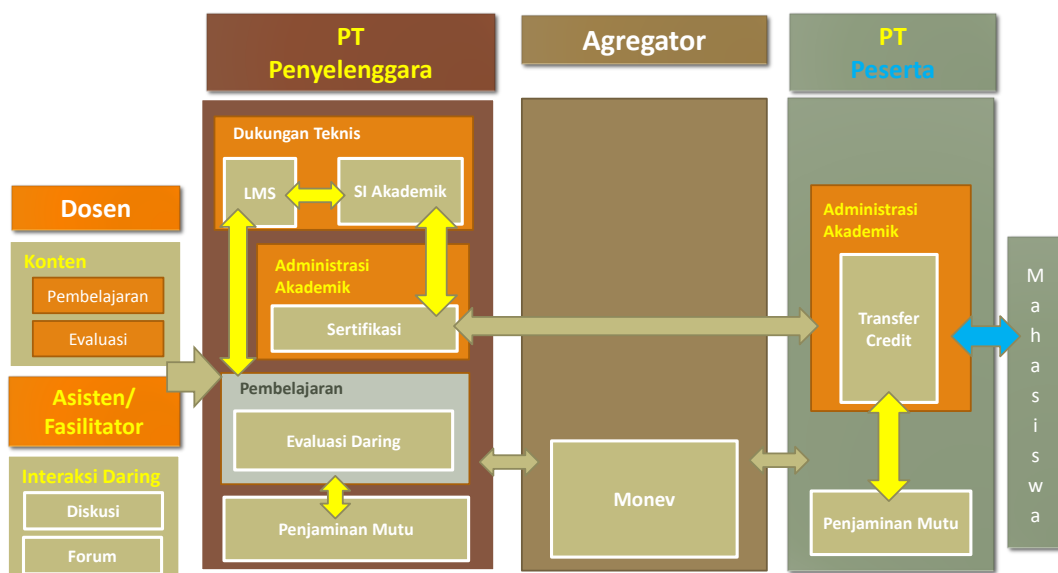 PT
Penyelenggara
Agregator
PT
Peserta
Dukungan Teknis
LMS
SI Akademik
Dosen
Konten
Pembelajaran
Evaluasi
Administrasi
Akademik
Sertifikasi
Administrasi
Akademik
Transfer
Credit
Mahasiswa
Asisten/
Fasilitator
Pembelajaran
Evaluasi Daring
Interaksi Daring
Diskusi
Forum
Penjaminan Mutu
Monev
Penjaminan Mutu